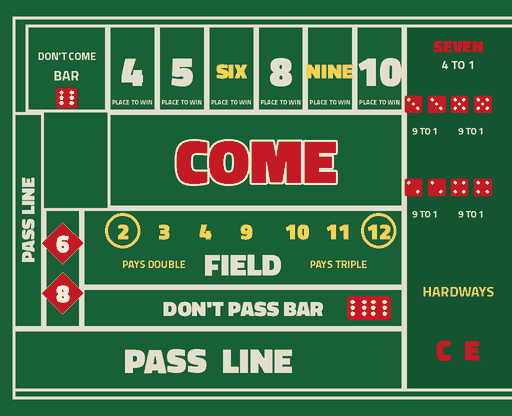 DON'T COME
BAR
4
PLACE TO WIN
5
PLACE TO WIN
SIX
PLACE TO WIN
8
PLACE TO WIN
NINE
PLACE TO WIN
10
PLACE TO WIN
SEVEN
4 TO 1
9 TO 1 9 TO 1
9 TO 1 9 TO 1
HARDWAYS
C E
COME
PASS LINE
6
8
2 3 4 9 10 11 12
PAYS DOUBLE FIELD PAYS TRIPLE
DON'T PASS BAR
PASS LINE